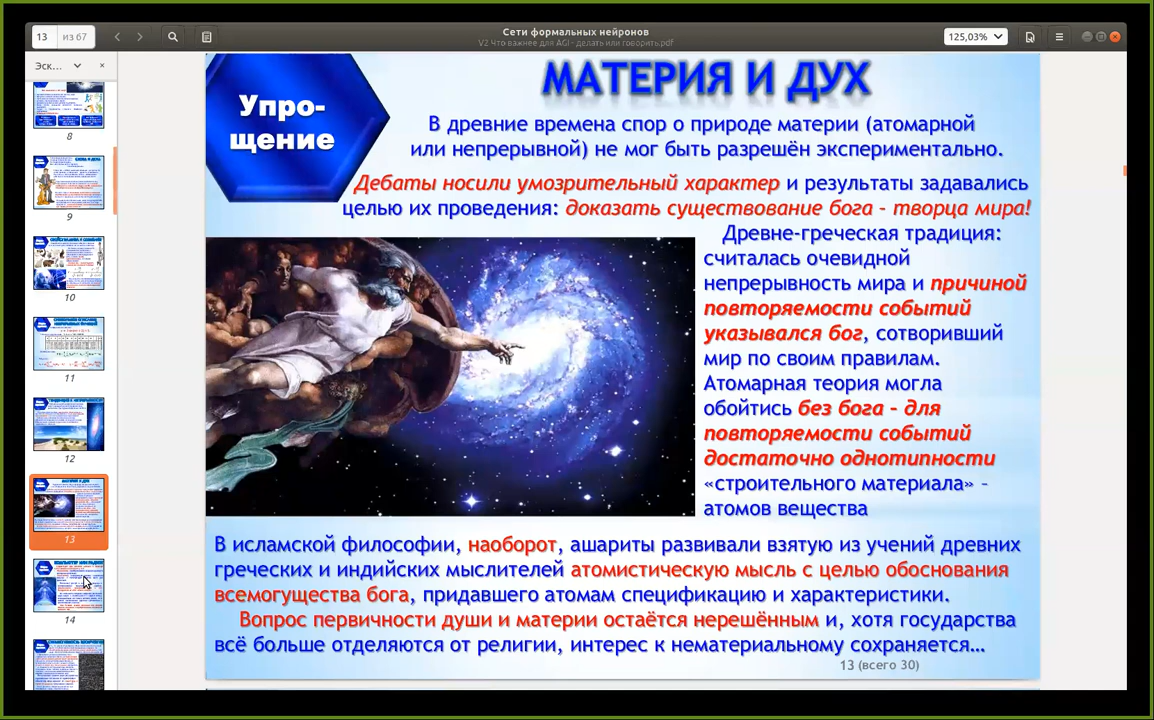 13 из 67
Сети формальных нейронов
V2 Что важнее для AGI - делать или говорить.pdf
125,03%
Эск...
8
9
10
11
12
13
14
Упро-
щение
МАТЕРИЯ И ДУХ
В древние времена спор о природе материи (атомарной
или непрерывной) не мог быть разрешён экспериментально.
Дебаты носили умозрительный характер и результаты задавались
целью их проведения: доказать существование бога – творца мира!
Древне-греческая традиция:
считалась очевидной
непрерывность мира и причиной
повторяемости событий
указывался бог, сотворивший
мир по своим правилам.
Атомарная теория могла
обойтись без бога – для
повторяемости событий
достаточно однотипности
«строительного материала» –
атомов вещества
В исламской философии, наоборот, ашариты развивали взятую из учений древних
греческих и индийских мыслителей атомистическую мысль с целью обоснования
всемогущества бога, придавшего атомам спецификацию и характеристики.
Вопрос первичности души и материи остаётся нерешённым и, хотя государства
всё больше отделяются от религии, интерес к нематериальному сохраняется…
13 (всего 30)